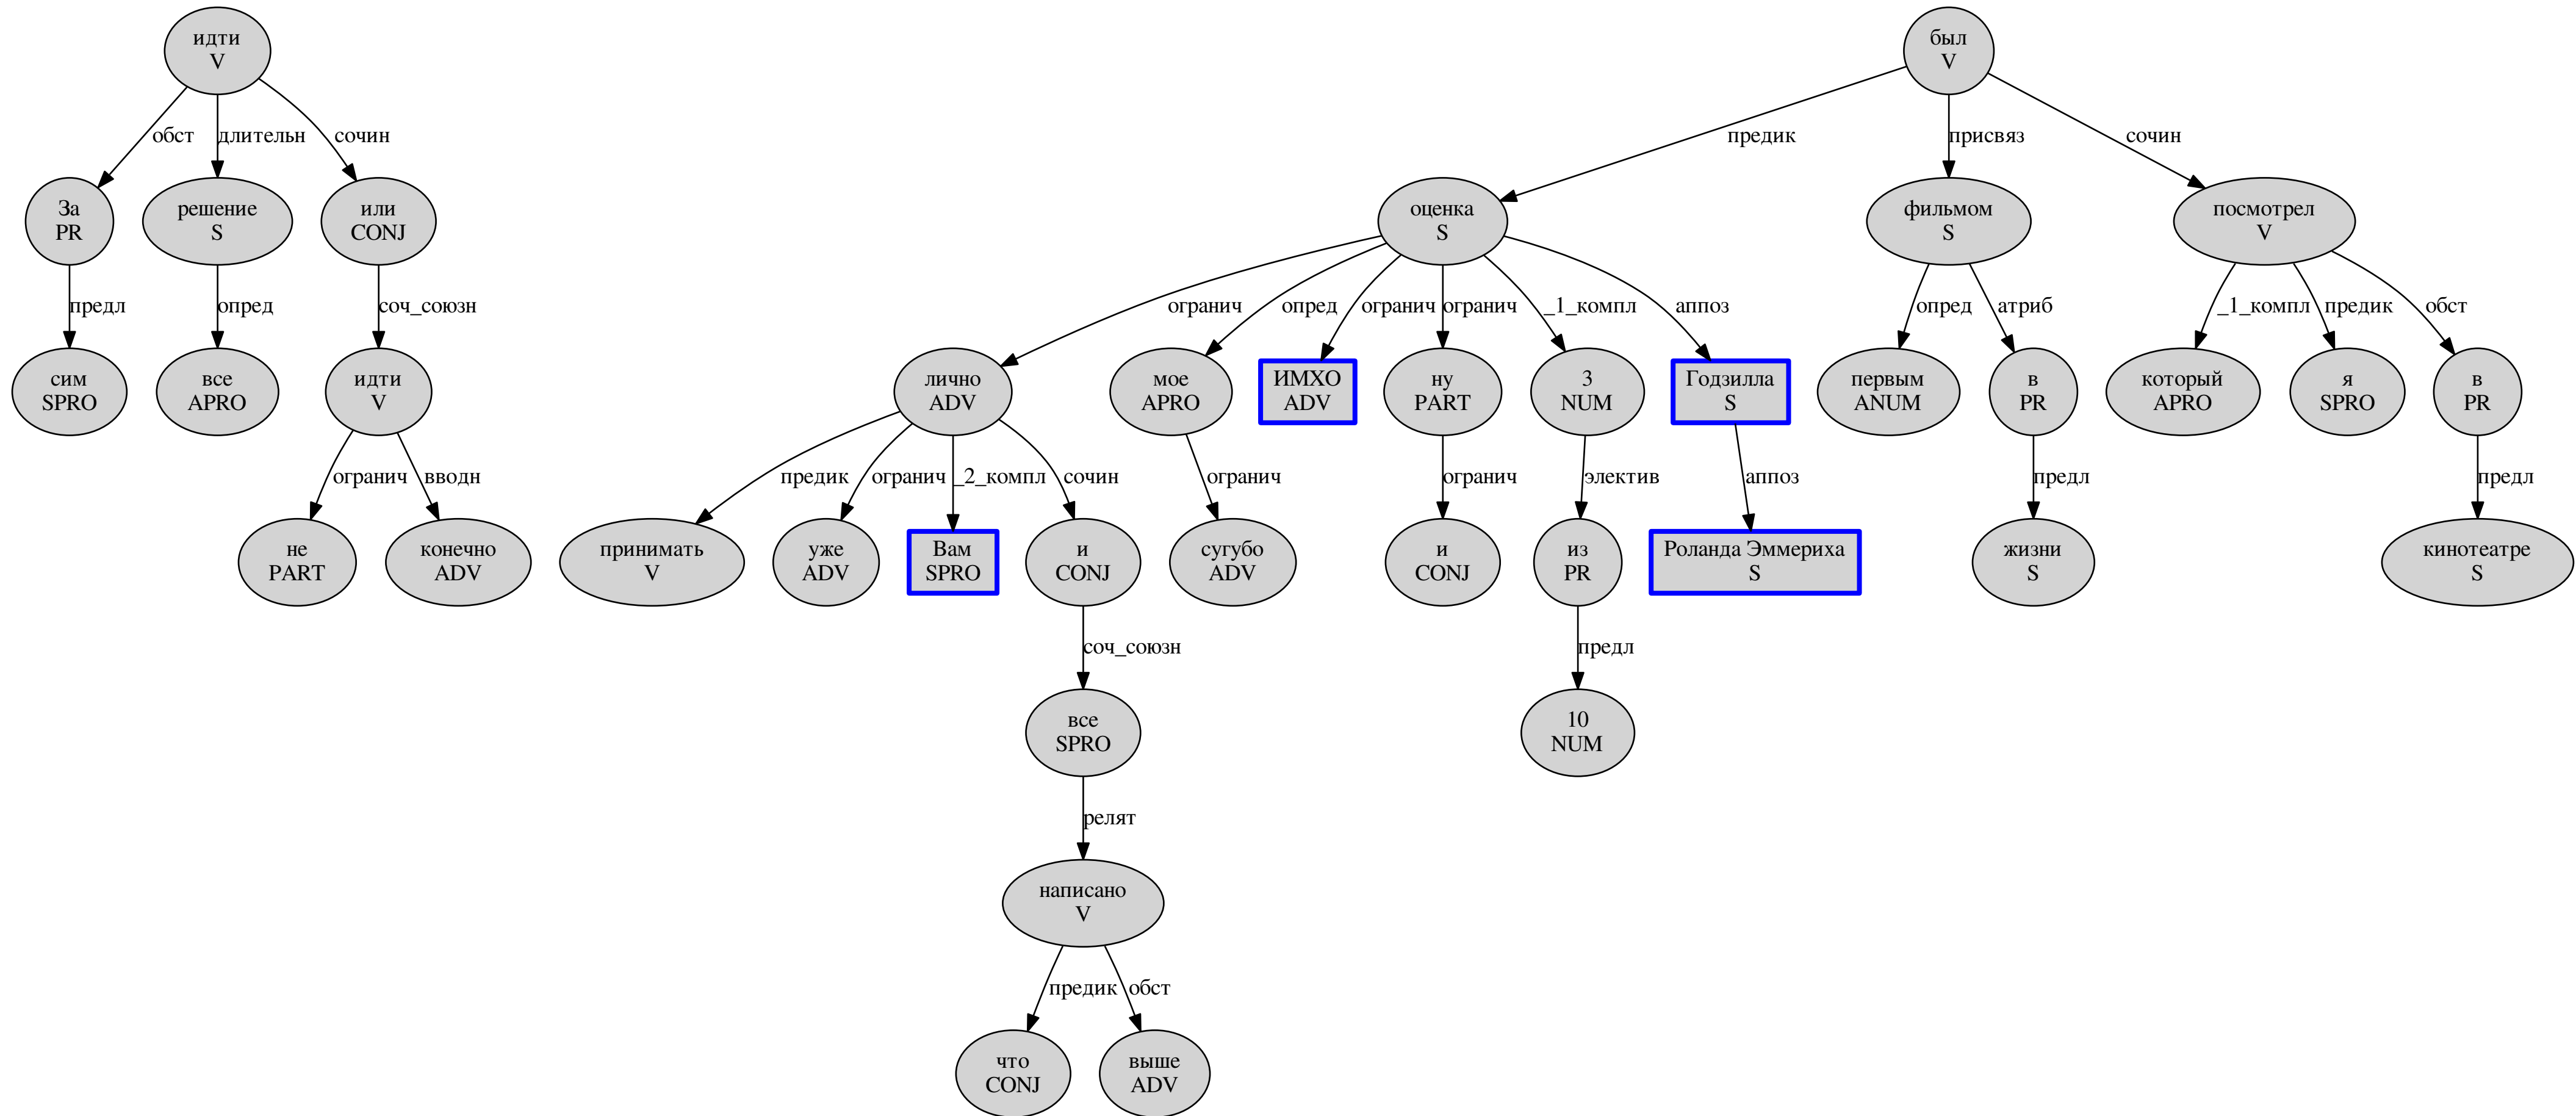 идти
V
был
V
обст
длительн
сочин
предик
присвяз
сочин
За
PR
решение
S
или
CONJ
оценка
S
фильмом
S
посмотрел
V
предл
опред
соч_союзн
огранич
опред
огранич
огранич
_1_компл
аппоз
опред
атриб
_1_компл
предик
обст
сим
SPRO
все
APRO
идти
V
лично
ADV
мое
APRO
ИМХО
ADV
ну
PART
3
NUM
Годзилла
S
первым
ANUM
в
PR
который
APRO
я
SPRO
в
PR
огранич
вводн
предик
огранич
_2_компл
сочин
огранич
огранич
электив
аппоз
предл
предл
не
PART
конечно
ADV
принимать
V
уже
ADV
Вам
SPRO
и
CONJ
сугубо
ADV
и
CONJ
из
PR
Роланда Эммериха
S
жизни
S
кинотеатре
S
соч_союзн
предл
все
SPRO
10
NUM
релят
написано
V
предик
обст
что
CONJ
выше
ADV